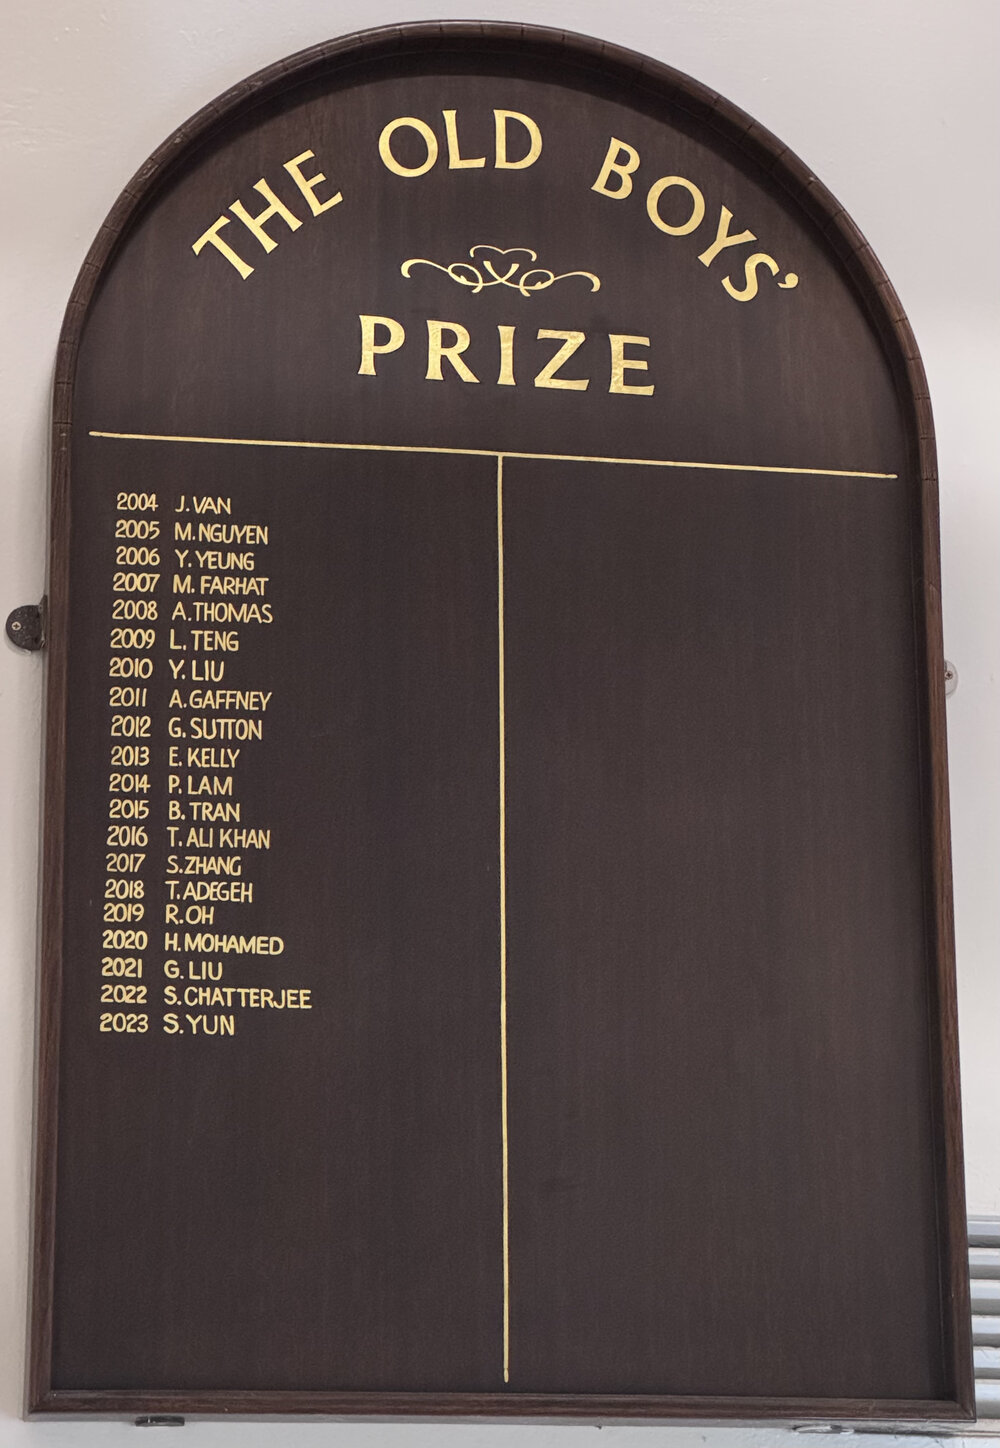 THE OLD BOYS'
PRIZE
2004 J. VAN
2005 M. NGUYEN
2006 Y. YEUNG
2007 M. FARHAT
2008 A. THOMAS
2009 L. TENG
2010 Y. LIU
2011 A. GAFFNEY
2012 G. SUTTON
2013 E. KELLY
2014 P. LAM
2015 B. TRAN
2016 T. ALI KHAN
2017 S. ZHANG
2018 T. ADEGEH
2019 R. OH
2020 H. MOHAMED
2021 G. LIU
2022 S. CHATTERJEE
2023 S. YUN